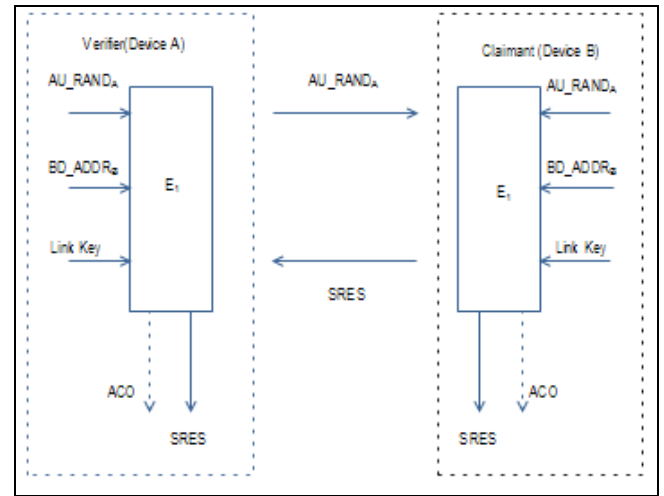 Verifier(Device A)
AU_RANDA
BD_ADDRB
Link Key
E1
ACO
SRES
AU_RANDA
SRES
Claimant (Device B)
AU_RANDA
BD_ADDRB
Link Key
E1
SRES
ACO